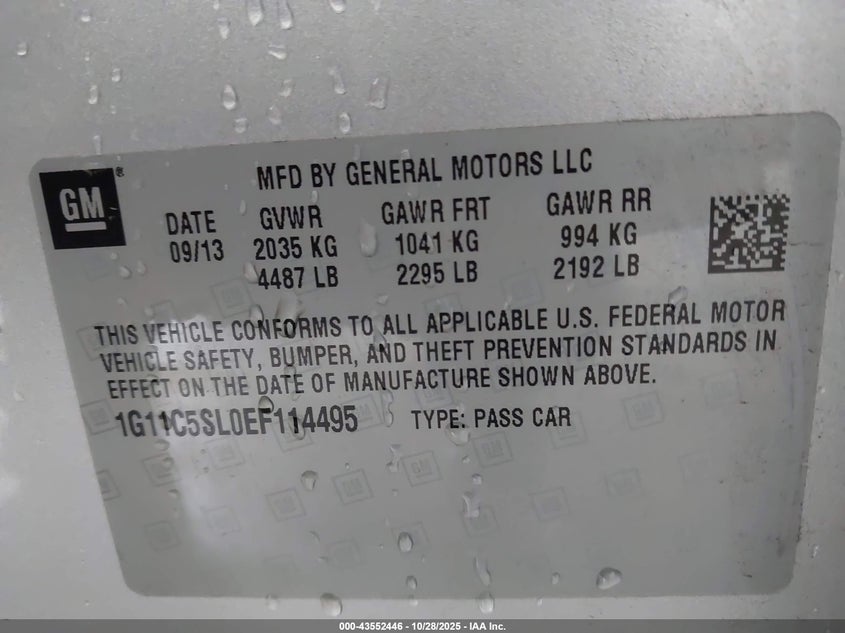 GM
MFD BY GENERAL MOTORS LLC
DATE GVWR GAWR FRT GAWR RR
09/13 2035 KG 1041 KG 994 KG
4487 LB 2295 LB 2192 LB
THIS VEHICLE CONFORMS TO ALL APPLICABLE U.S. FEDERAL MOTOR
VEHICLE SAFETY, BUMPER, AND THEFT PREVENTION STANDARDS IN
EFFECT ON THE DATE OF MANUFACTURE SHOWN ABOVE.
1G11C5SL0EF114495 TYPE: PASS CAR
000-43552446 - 10/28/2025 - IAA Inc.